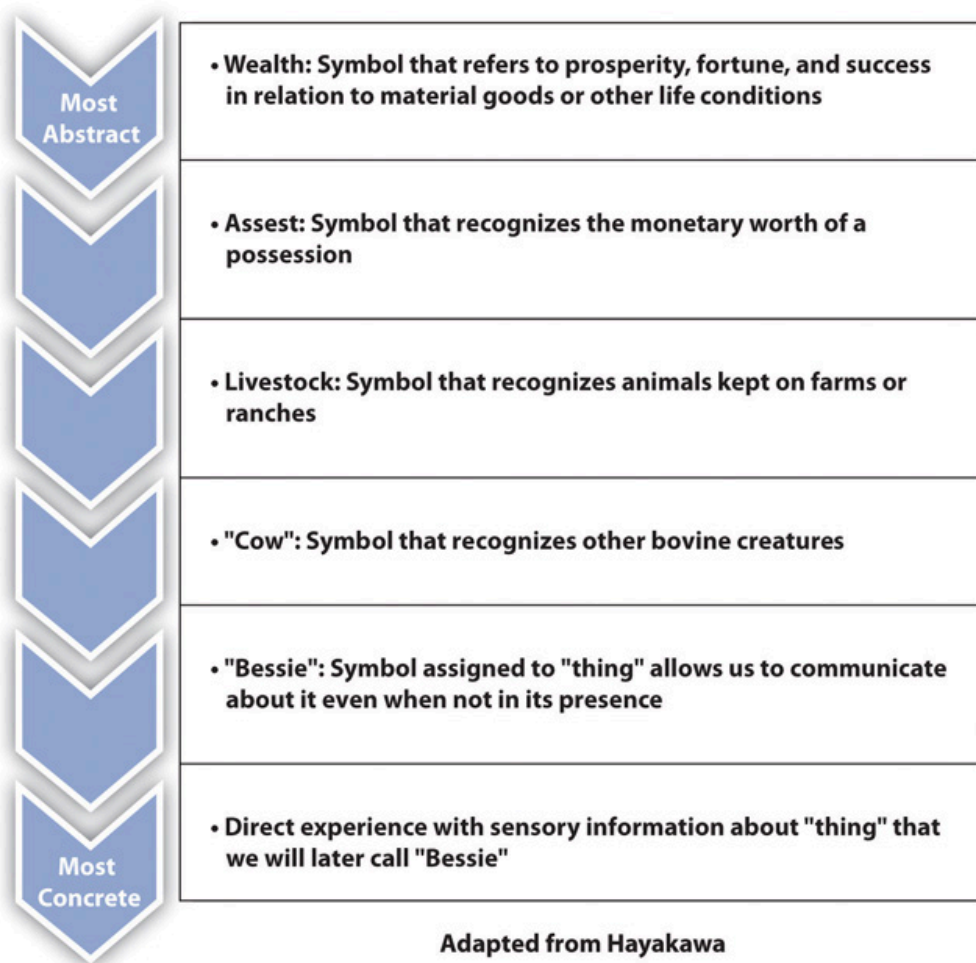 Most
Abstract
• Wealth: Symbol that refers to prosperity, fortune, and success
in relation to material goods or other life conditions
• Assest: Symbol that recognizes the monetary worth of a
possession
• Livestock: Symbol that recognizes animals kept on farms or
ranches
• "Cow": Symbol that recognizes other bovine creatures
• "Bessie": Symbol assigned to "thing" allows us to communicate
about it even when not in its presence
Most
Concrete
• Direct experience with sensory information about "thing" that
we will later call "Bessie"
Adapted from Hayakawa